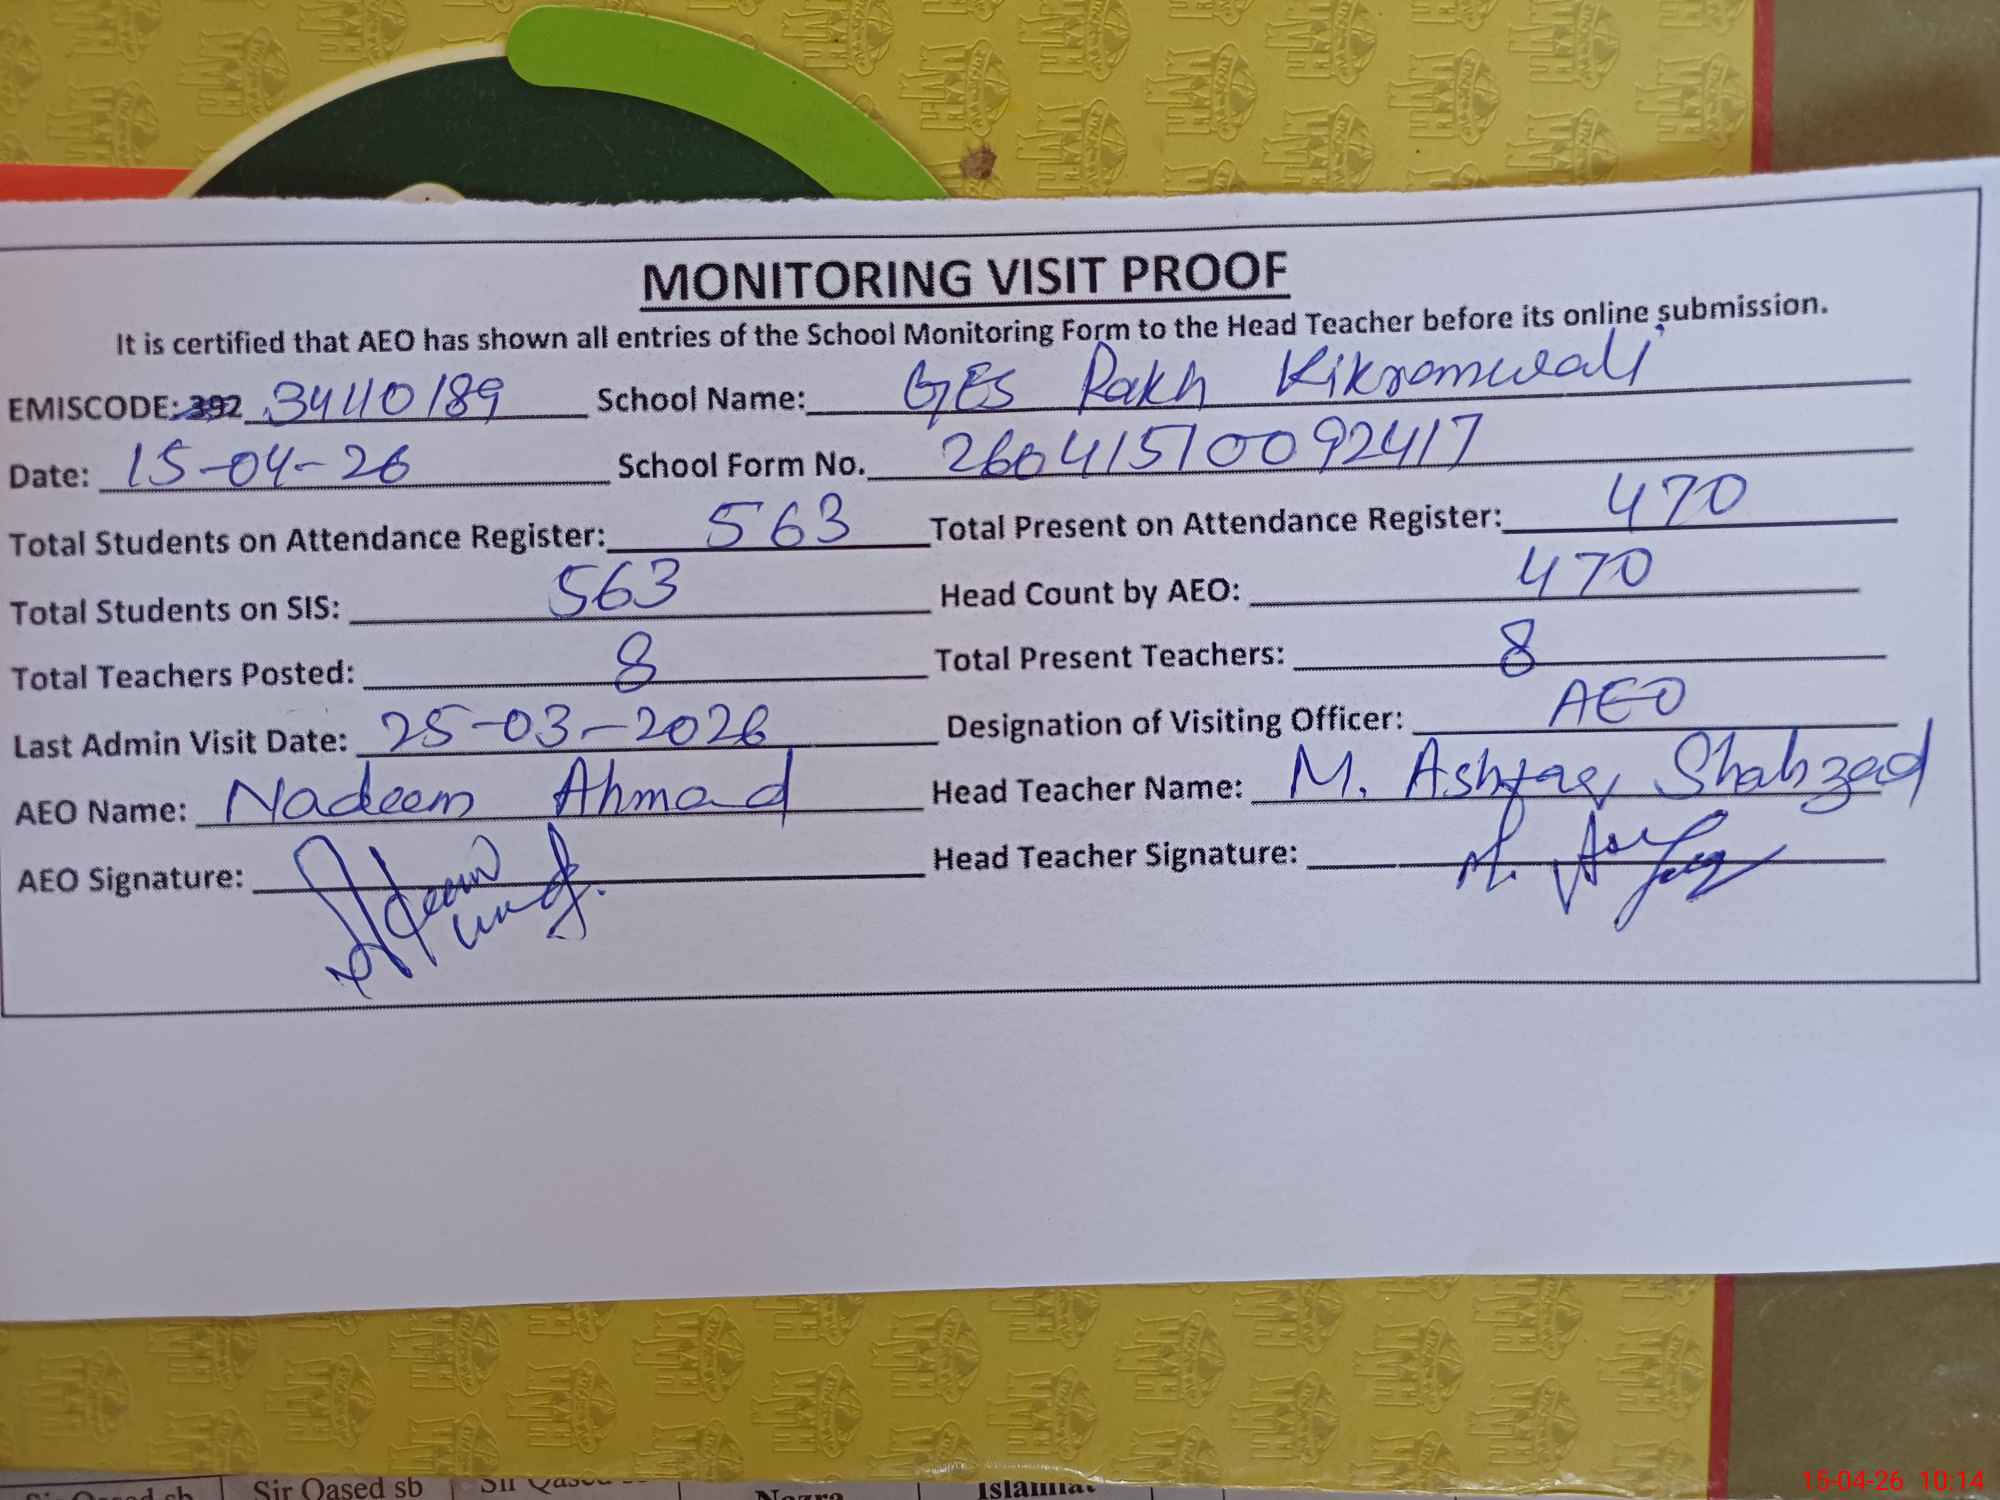 MONITORING VISIT PROOF
It is certified that AEO has shown all entries of the School Monitoring Form to the Head Teacher before its online submission.
EMISCODE: 392 34110189 School Name: GES Rakh Kikranwali
Date: 15-04-26 School Form No. 26041510092417
Total Students on Attendance Register: 563 Total Present on Attendance Register: 470
Total Students on SIS: 563 Head Count by AEO: 470
Total Teachers Posted: 8 Total Present Teachers: 8
Last Admin Visit Date: 25-03-2026 Designation of Visiting Officer: AEO
AEO Name: Nadeem Ahmad Head Teacher Name: M. Ashfaq Shahzad
AEO Signature: Head Teacher Signature:
Sir Qased sb Sir Qased sb Nazra Islamiat
15-04-26 10:14